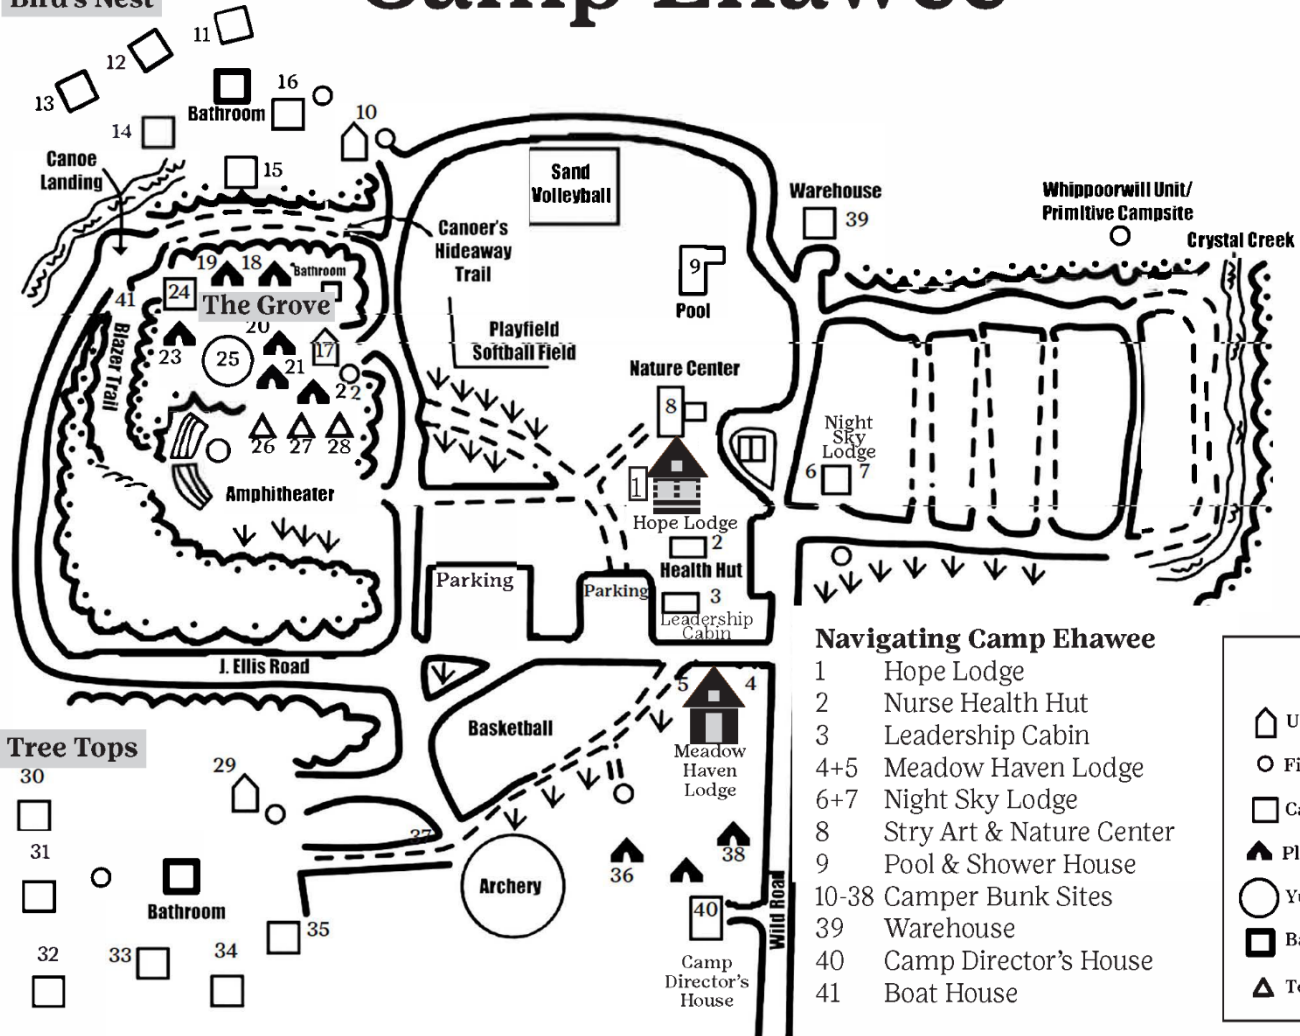 Bird's Nest
Camp Ehawee
11
12
13
16
Bathroom
14
10
15
Canoe
Landing
Sand
Volleyball
Canoer's
Hideaway
Trail
Warehouse
39
Whippoorwill Unit/
Primitive Campsite
Crystal Creek
19
18
Bathroom
24
The Grove
41
9
Pool
Blazer Trail
20
23
25
17
21
22
Playfield
Softball Field
Nature Center
8
26
27
28
Night
Sky
Lodge
6
7
Amphitheater
1
Hope Lodge
2
Health Hut
Parking
Parking
3
Leadership
Cabin
J. Ellis Road
5
4
Basketball
Meadow
Haven
Lodge
Tree Tops
30
29
31
37
Bathroom
32
33
34
35
Archery
36
38
40
Camp
Director's
House
Wild Road
Navigating Camp Ehawee
1 Hope Lodge
2 Nurse Health Hut
3 Leadership Cabin
4+5 Meadow Haven Lodge
6+7 Night Sky Lodge
8 Stry Art & Nature Center
9 Pool & Shower House
10-38 Camper Bunk Sites
39 Warehouse
40 Camp Director's House
41 Boat House
U
Fi
Ca
Pl
Yu
Ba
Te